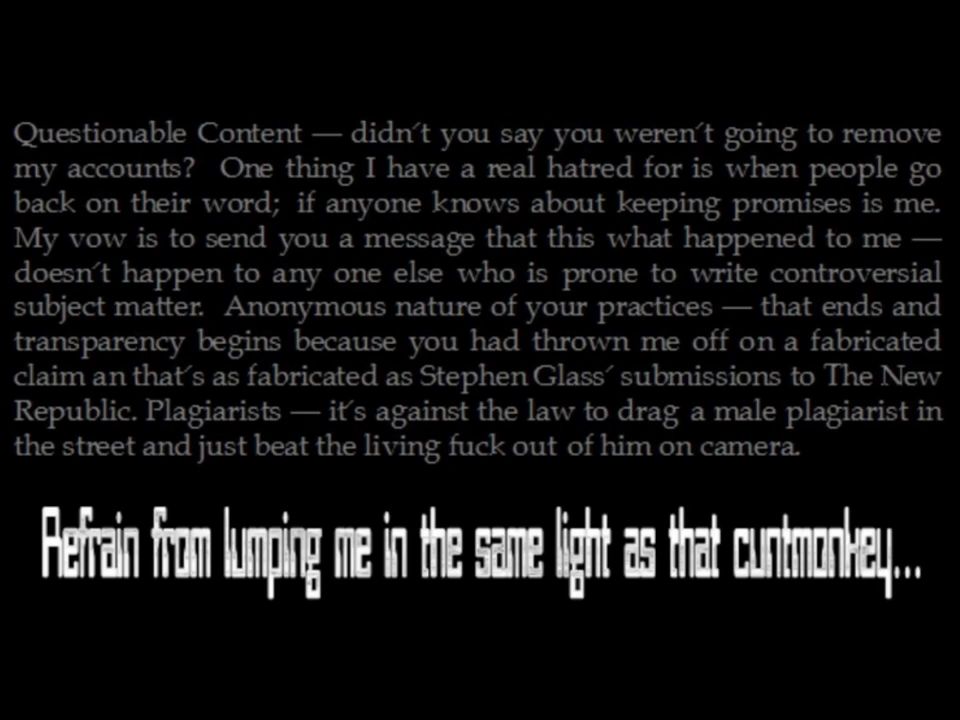 Questionable Content — didn´t you say you weren´t going to remove
my accounts? One thing I have a real hatred for is when people go
back on their word; if anyone knows about keeping promises is me.
My vow is to send you a message that this what happened to me —
doesn´t happen to any one else who is prone to write controversial
subject matter. Anonymous nature of your practices — that ends and
transparency begins because you had thrown me off on a fabricated
claim an that´s as fabricated as Stephen Glass´ submissions to The New
Republic. Plagiarists — it´s against the law to drag a male plagiarist in
the street and just beat the living fuck out of him on camera.
Refrain from lumping me in the same light as that cuntmonkey...